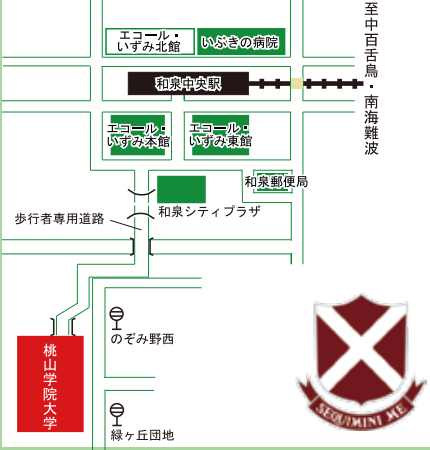 エコール・
いずみ北館
いぶきの病院
至中百舌鳥・南海難波
和泉中央駅
エコール・
いずみ本館
エコール・
いずみ東館
和泉郵便局
和泉シティプラザ
歩行者専用道路
のぞみ野西
桃山学院大学
緑ヶ丘団地
SEQUIMINI ME